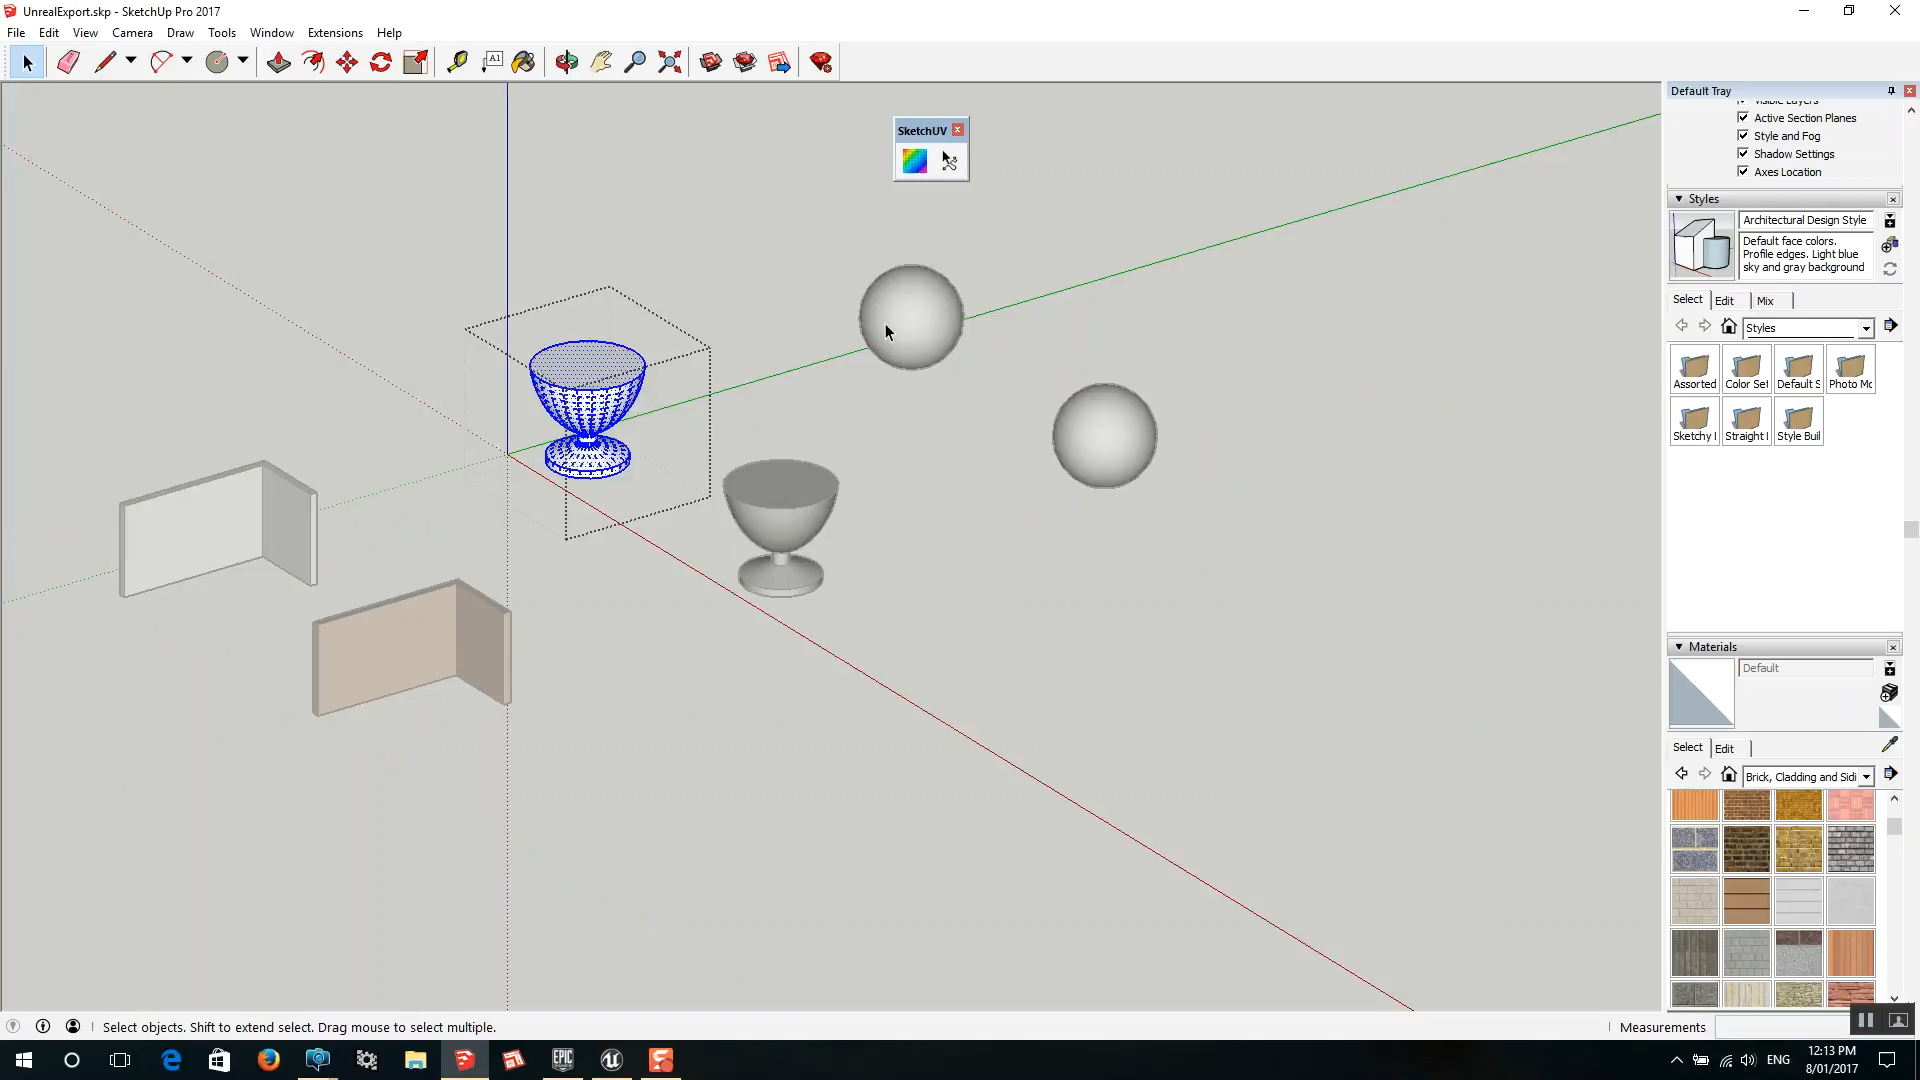 UnrealExport.skp - SketchUp Pro 2017
File Edit View Camera Draw Tools Window Extensions Help
A1
Default Tray
Visible Layers
Active Section Planes
Style and Fog
Shadow Settings
Axes Location
SketchUV
Styles
Architectural Design Style
Default face colors.
Profile edges. Light blue
sky and gray background
Select Edit Mix
Styles
Assorted Color Set Default S Photo Mc
Sketchy I Straight I Style Buil
Materials
Default
Select Edit
Brick, Cladding and Sidi
Select objects. Shift to extend select. Drag mouse to select multiple.
Measurements
EPIC
ENG
12:13 PM
8/01/2017